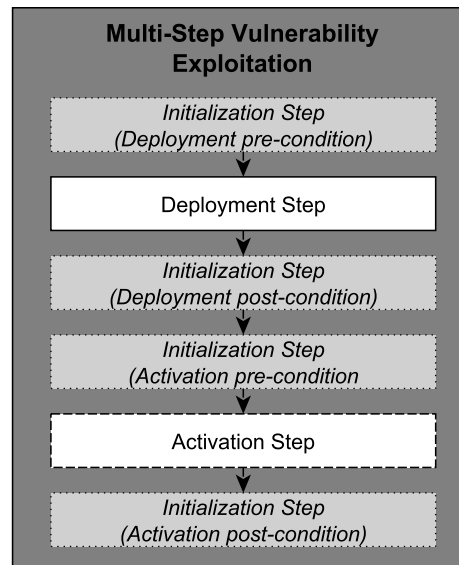 Multi-Step Vulnerability
Exploitation
Initialization Step
(Deployment pre-condition)
Deployment Step
Initialization Step
(Deployment post-condition)
Initialization Step
(Activation pre-condition
Activation Step
Initialization Step
(Activation post-condition)